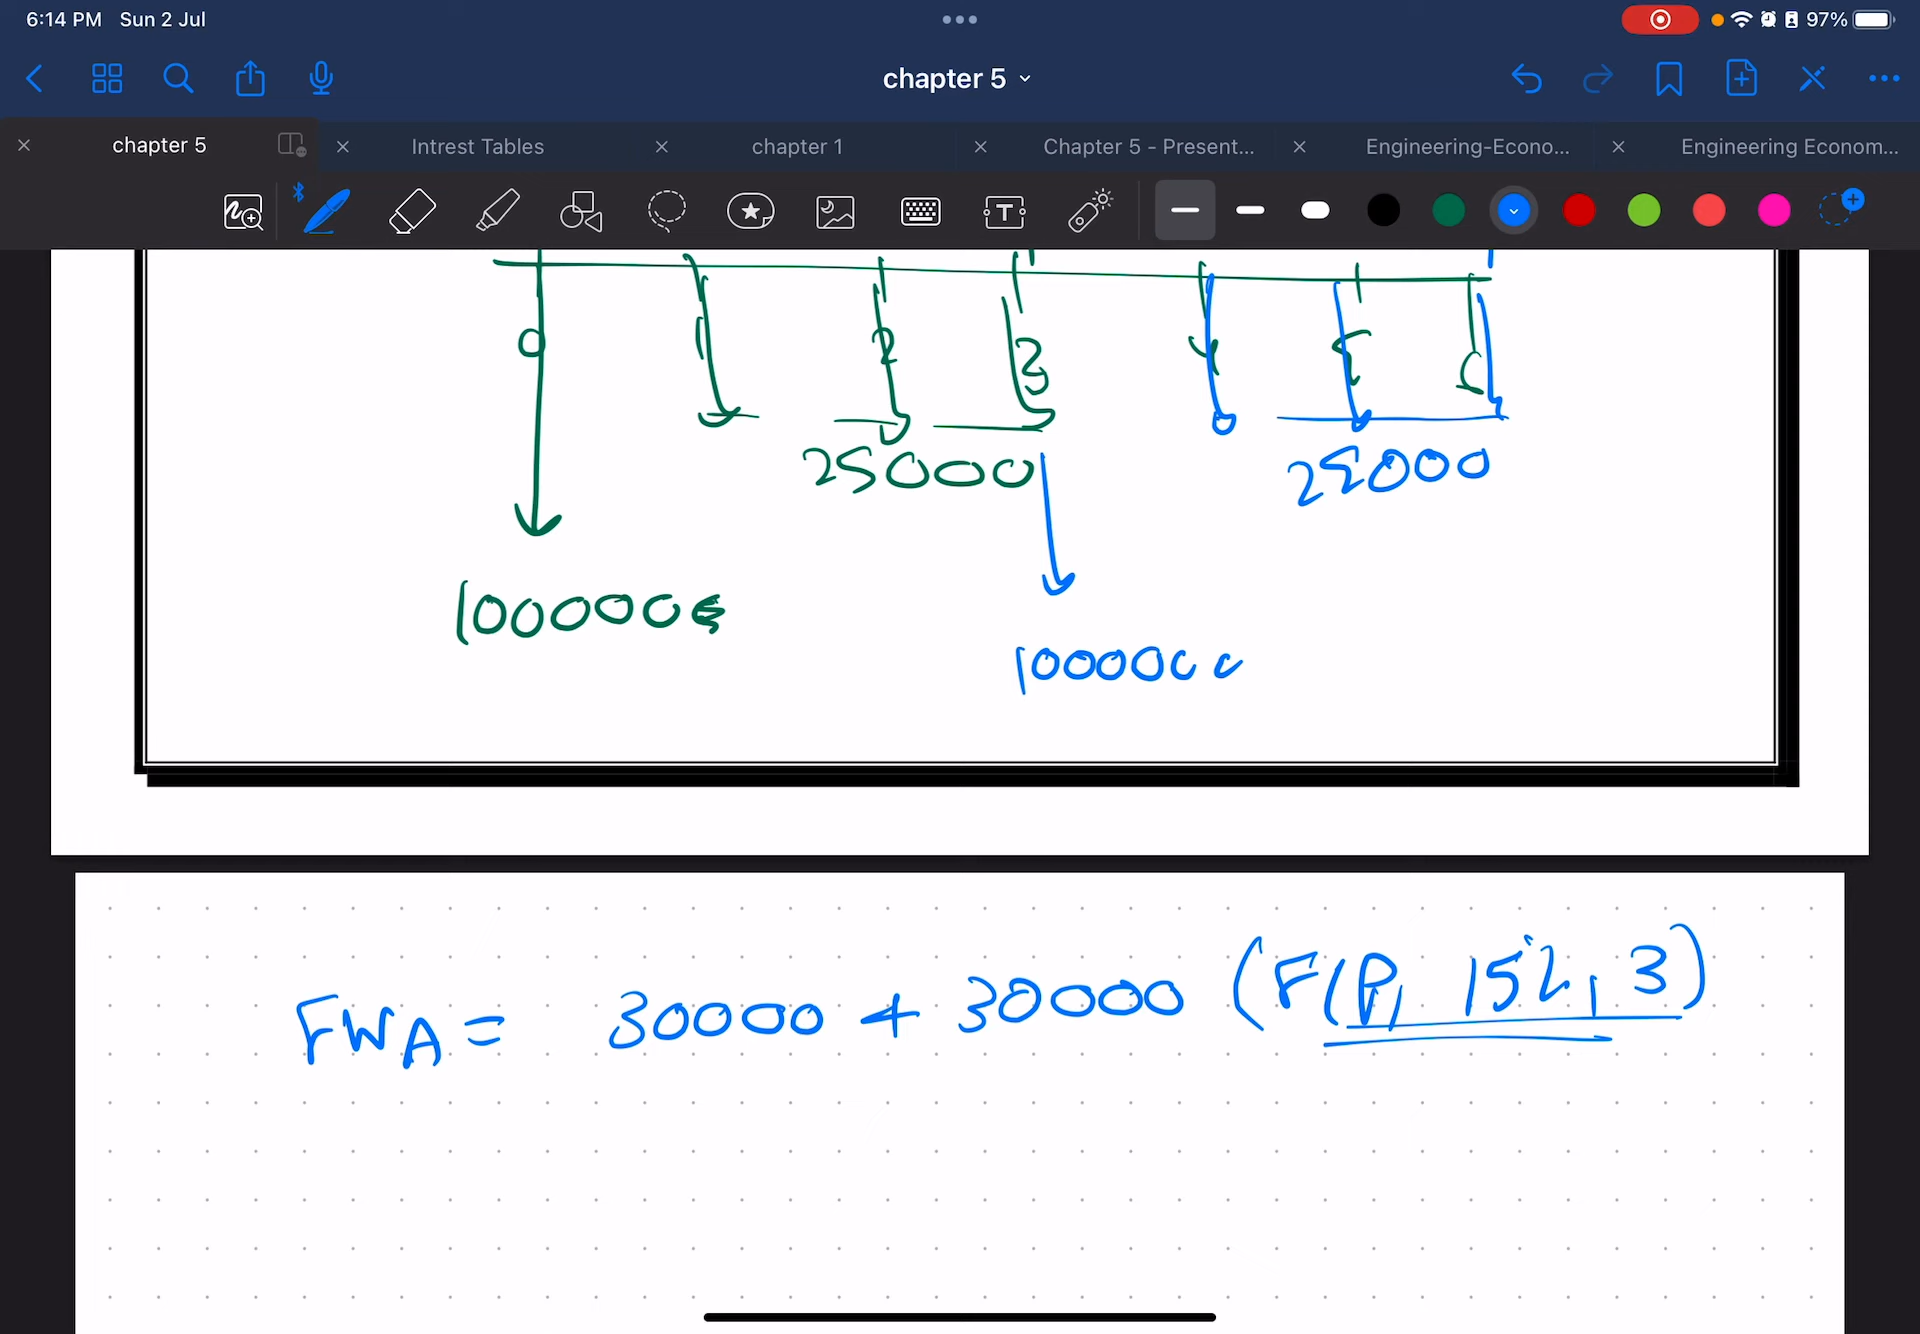 6:14 PM Sun 2 Jul
97%
chapter 5
chapter 5
Intrest Tables
chapter 1
Chapter 5 - Present...
Engineering-Econo...
Engineering Econom...
T
0 1 2 3 4 5 6
25000 25000
100000
100000
FWA = 30000 + 30000 (F(P, 15%, 3)